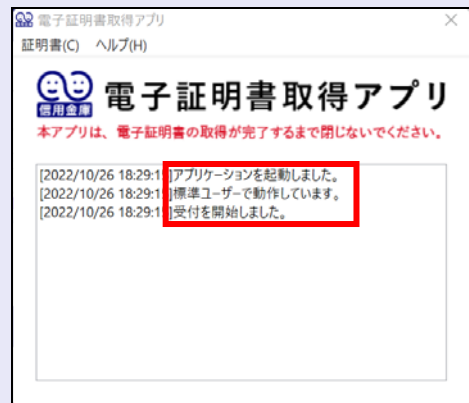 電子証明書取得アプリ
証明書(C) ヘルプ(H)
信用金庫
電子証明書取得アプリ
本アプリは、電子証明書の取得が完了するまで閉じないでください。
[2022/10/26 18:29:1 ]アプリケーションを起動しました。
[2022/10/26 18:29:1 ]標準ユーザーで動作しています。
[2022/10/26 18:29:1 ]受付を開始しました。